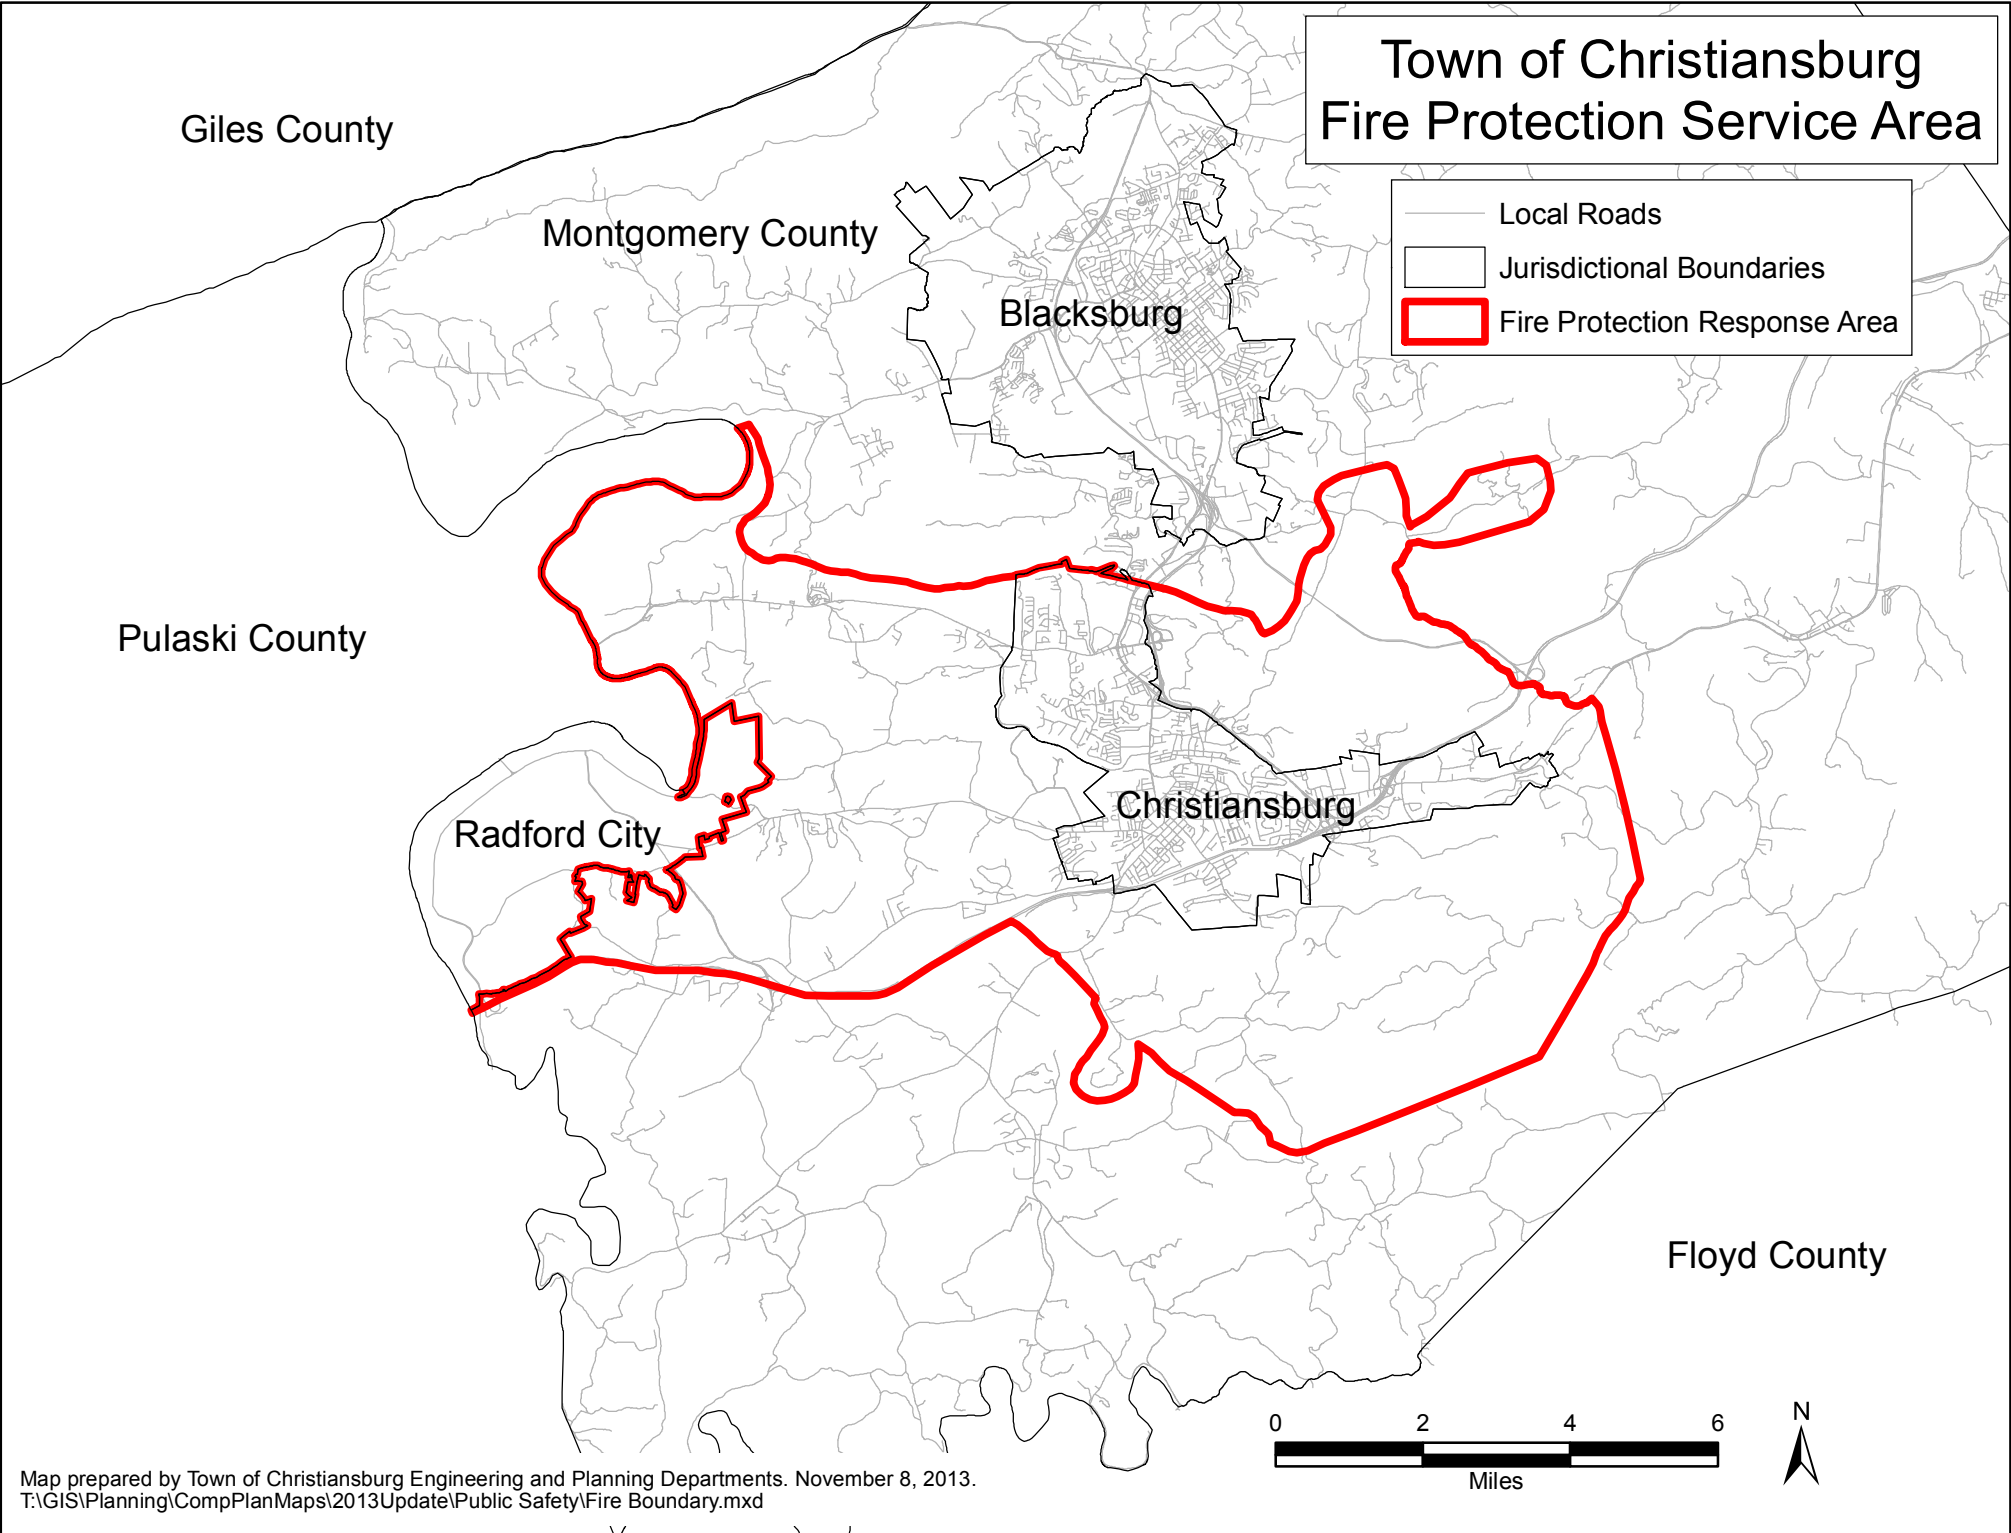 Town of Christiansburg
Fire Protection Service Area
Local Roads
Jurisdictional Boundaries
Fire Protection Response Area
Giles County
Montgomery County
Blacksburg
Pulaski County
Christiansburg
Radford City
Floyd County
0 2 4 6
Miles
N
Map prepared by Town of Christiansburg Engineering and Planning Departments. November 8, 2013.
T:\GIS\Planning\CompPlanMaps\2013Update\Public Safety\Fire Boundary.mxd